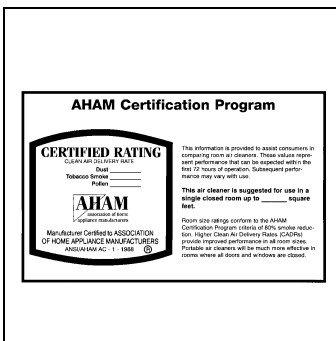 AHAM Certification Program
CERTIFIED RATING
CLEAN AIR DELIVERY RATE
Dust ________
Tobacco Smoke ________
Pollen ________
AHAM
association of home
appliance manufacturers
Manufacturer Certified to ASSOCIATION
OF HOME APPLIANCE MANUFACTURERS
ANSI/AHAM AC - 1 - 1988 ®
This information is provided to assist consumers in
comparing room air cleaners. These values repre-
sent performance that can be expected within the
first 72 hours of operation. Subsequent perfor-
mance may vary with use.
This air cleaner is suggested for use in a
single closed room up to ______ square
feet.
Room size ratings conform to the AHAM
Certification Program criteria of 80% smoke reduc-
tion. Higher Clean Air Delivery Rates (CADRs)
provide improved performance in all room sizes.
Portable air cleaners will be much more effective in
rooms where all doors and windows are closed.